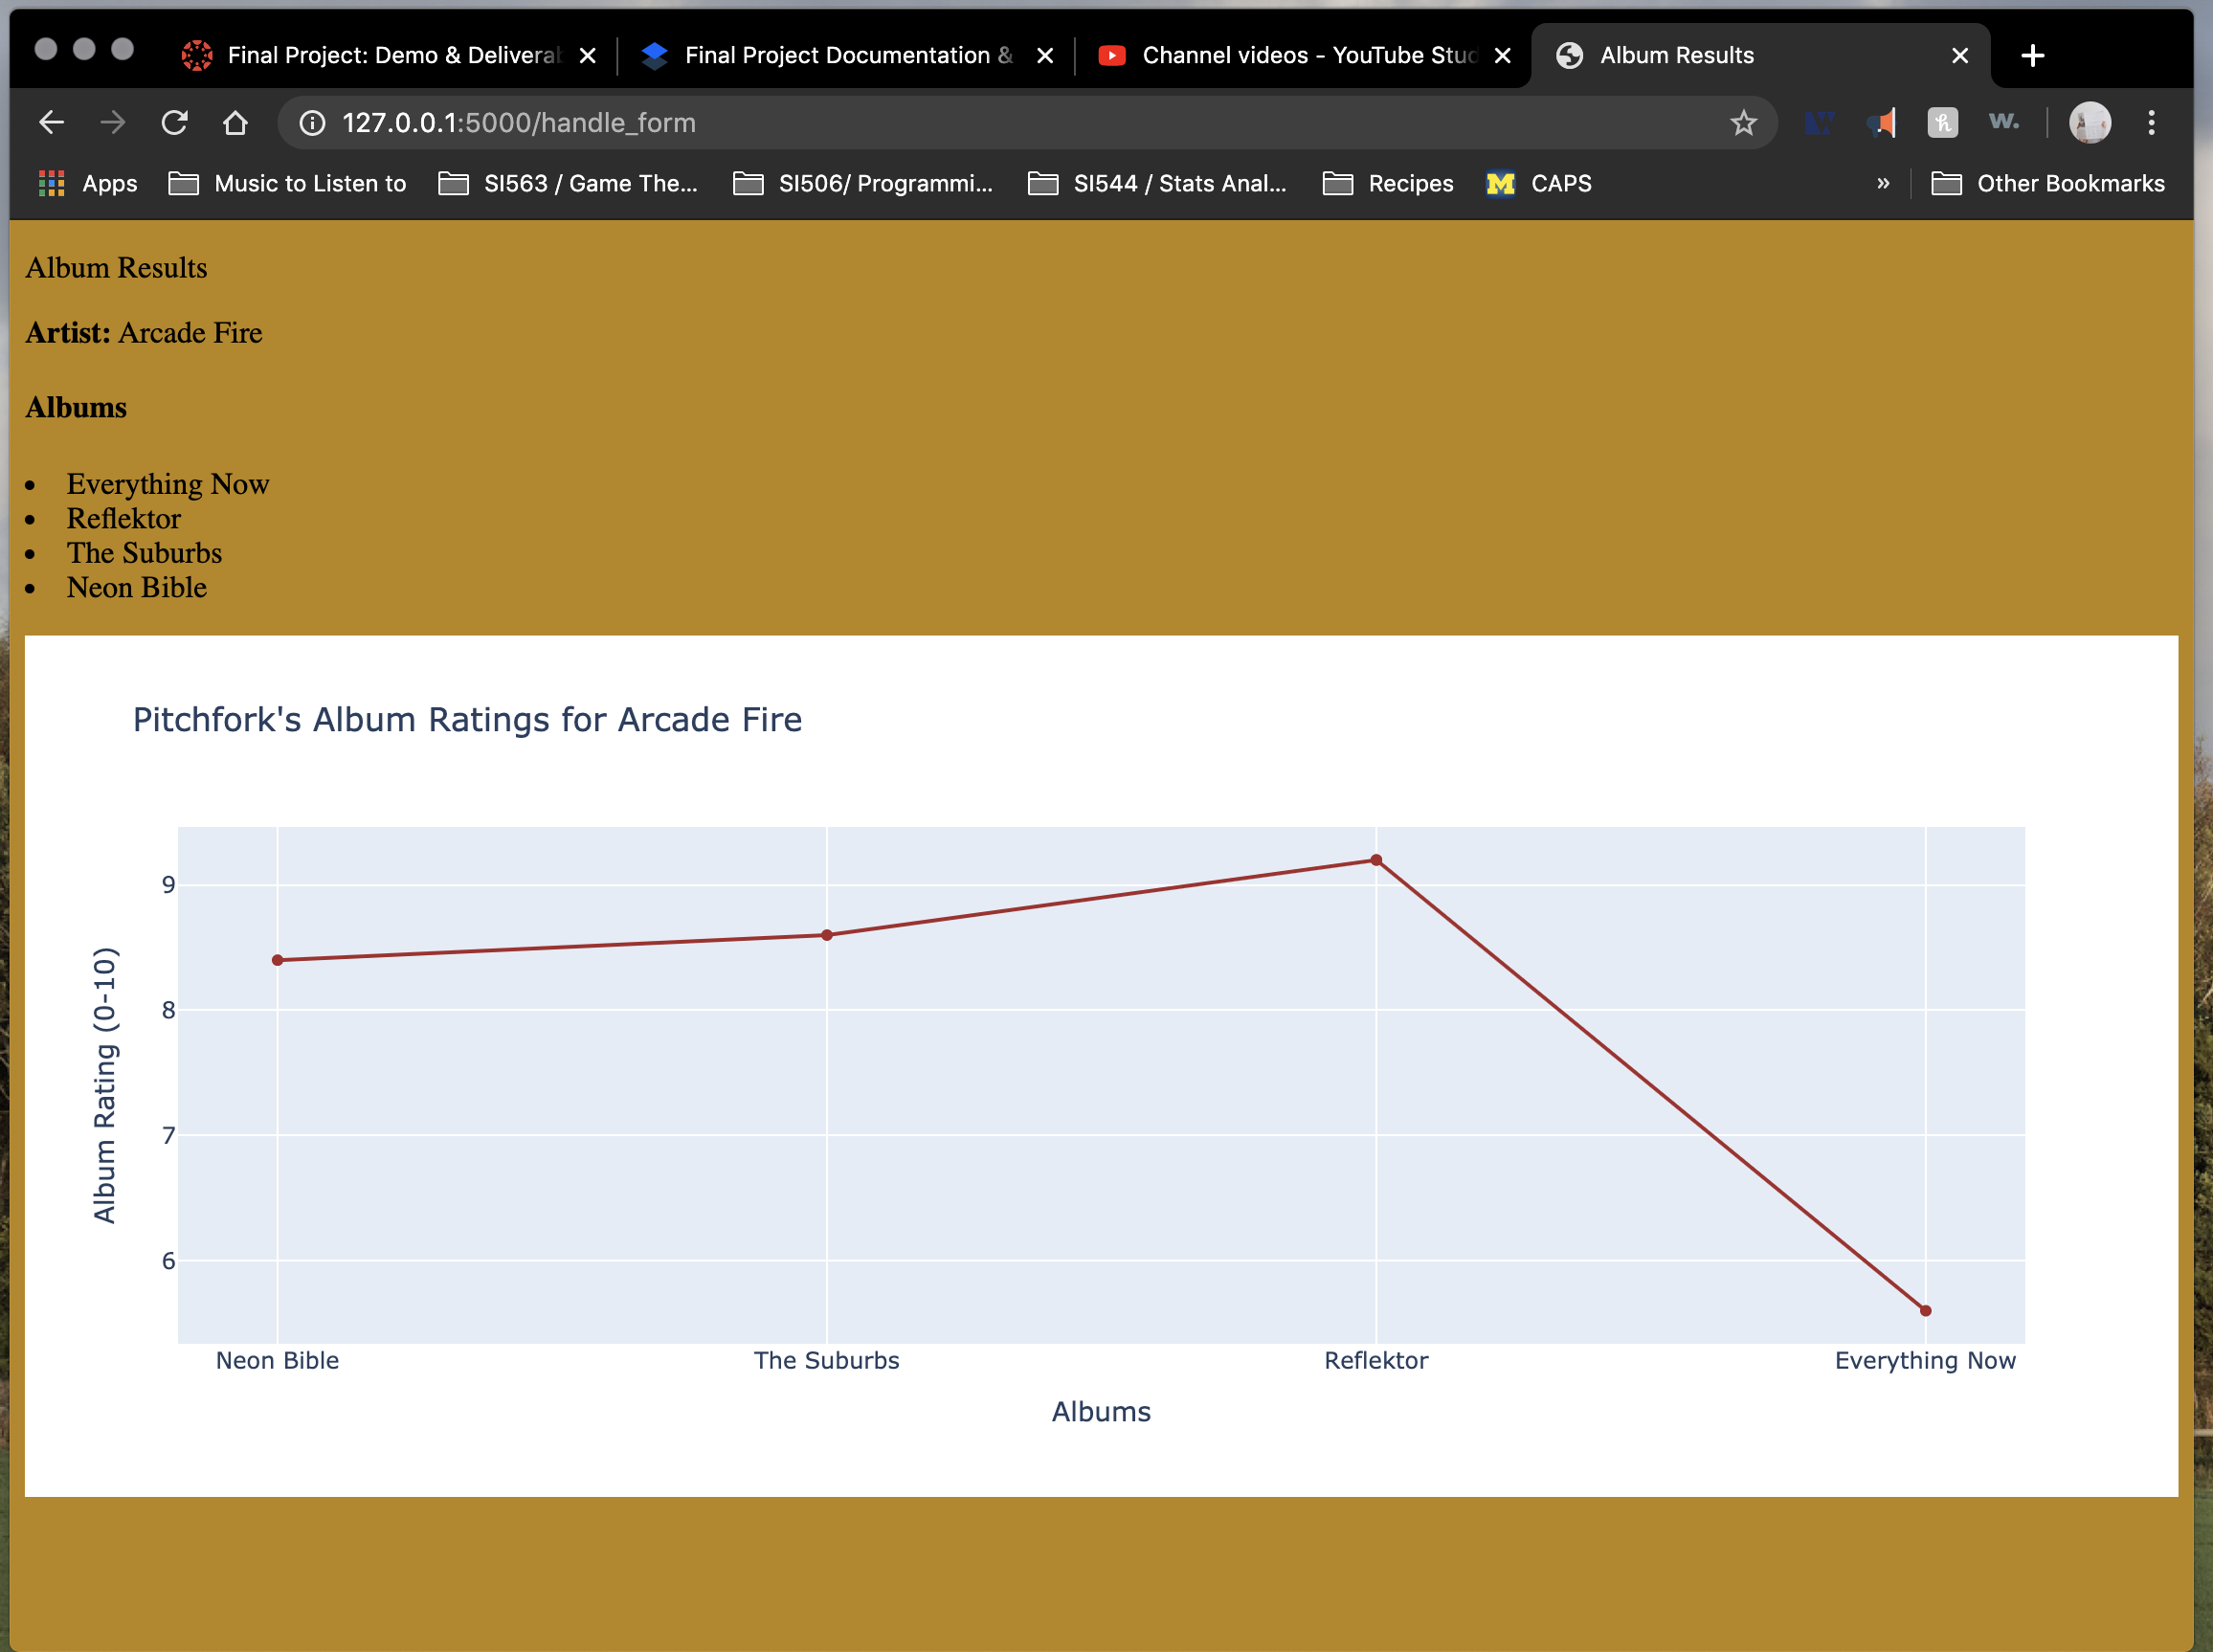 Final Project: Demo & Delivera
Final Project Documentation &
Channel videos - YouTube Stud
Album Results
127.0.0.1:5000/handle_form
Apps
Music to Listen to
SI563 / Game The...
SI506/ Programmi...
SI544 / Stats Anal...
Recipes
M CAPS
»
Other Bookmarks
Album Results
Artist: Arcade Fire
Albums
• Everything Now
• Reflektor
• The Suburbs
• Neon Bible
Pitchfork's Album Ratings for Arcade Fire
9
8
7
6
Album Rating (0-10)
Neon Bible
The Suburbs
Reflektor
Everything Now
Albums